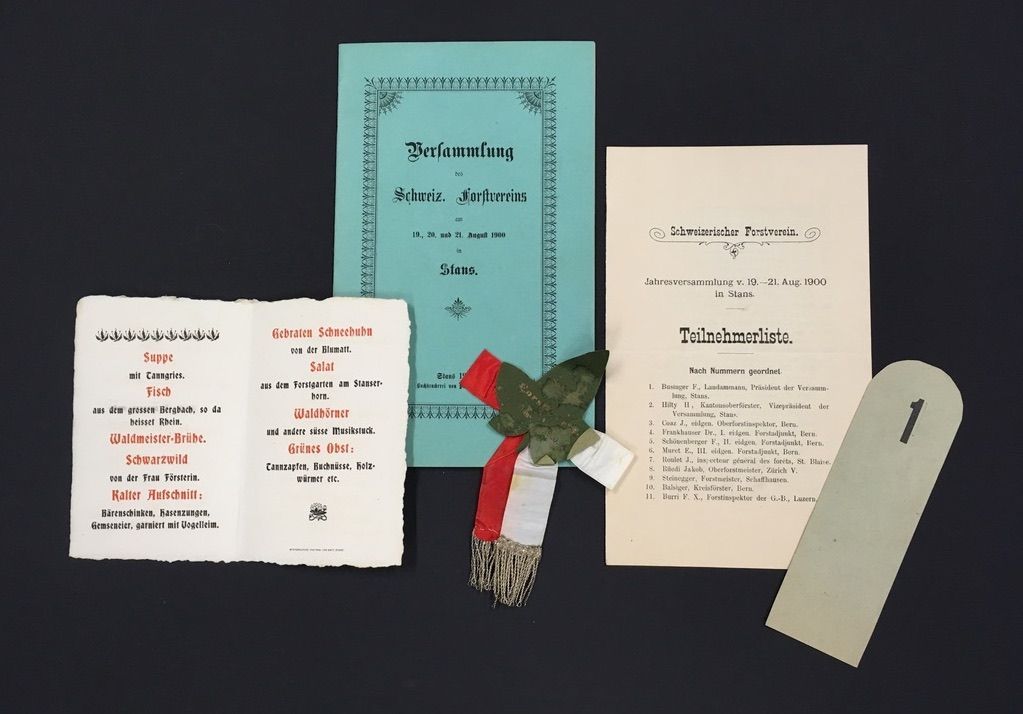 Suppe
mit Tanngries.
Fisch
aus dem grossen Bergbach, so da
heisset Rhein.
Waldmeister-Brühe.
Schwarzwild
von der Frau Försterin.
Kalter Aufschnitt:
Bärenschinken, Hasenzungen,
Gemseneier, garniert mit Vogelleim.
Gebraten Schneehuhn
von der Blumatt.
Salat
aus dem Forstgarten am Stanser-
horn.
Waldhörner
und andere süsse Musikstuck.
Grünes Obst:
Tannzapfen, Buchnüsse, Holz-
würmer etc.
Versammlung
des
Schweiz. Forstvereins
am
19., 20. und 21. August 1900
in
Stans.
Stans
Schweizerischer Forstverein.
Jahresversammlung v. 19.—21. Aug. 1900
in Stans.
Teilnehmerliste.
Nach Nummern geordnet.
1. Businger F., Landammann, Präsident der Versamm-
lung, Stans.
2. Hilty H., Kantonsoberförster, Vizepräsident der
Versammlung, Stans.
3. Coaz J., eidgen. Oberforstinspektor, Bern.
4. Frankhauser Dr., I. eidgen. Forstadjunkt, Bern.
5. Schönenberger F., II. eidgen. Forstadjunkt, Bern.
6. Muret E., III. eidgen. Forstadjunkt, Bern.
7. Roulet J., inspecteur général des forêts, St. Blaise.
8. Rüedi Jakob, Oberforstmeister, Zürich V.
9. Steinegger, Forstmeister, Schaffhausen.
10. Balsiger, Kreisförster, Bern.
11. Burri F. X., Forstinspektor der G.-B., Luzern.
1